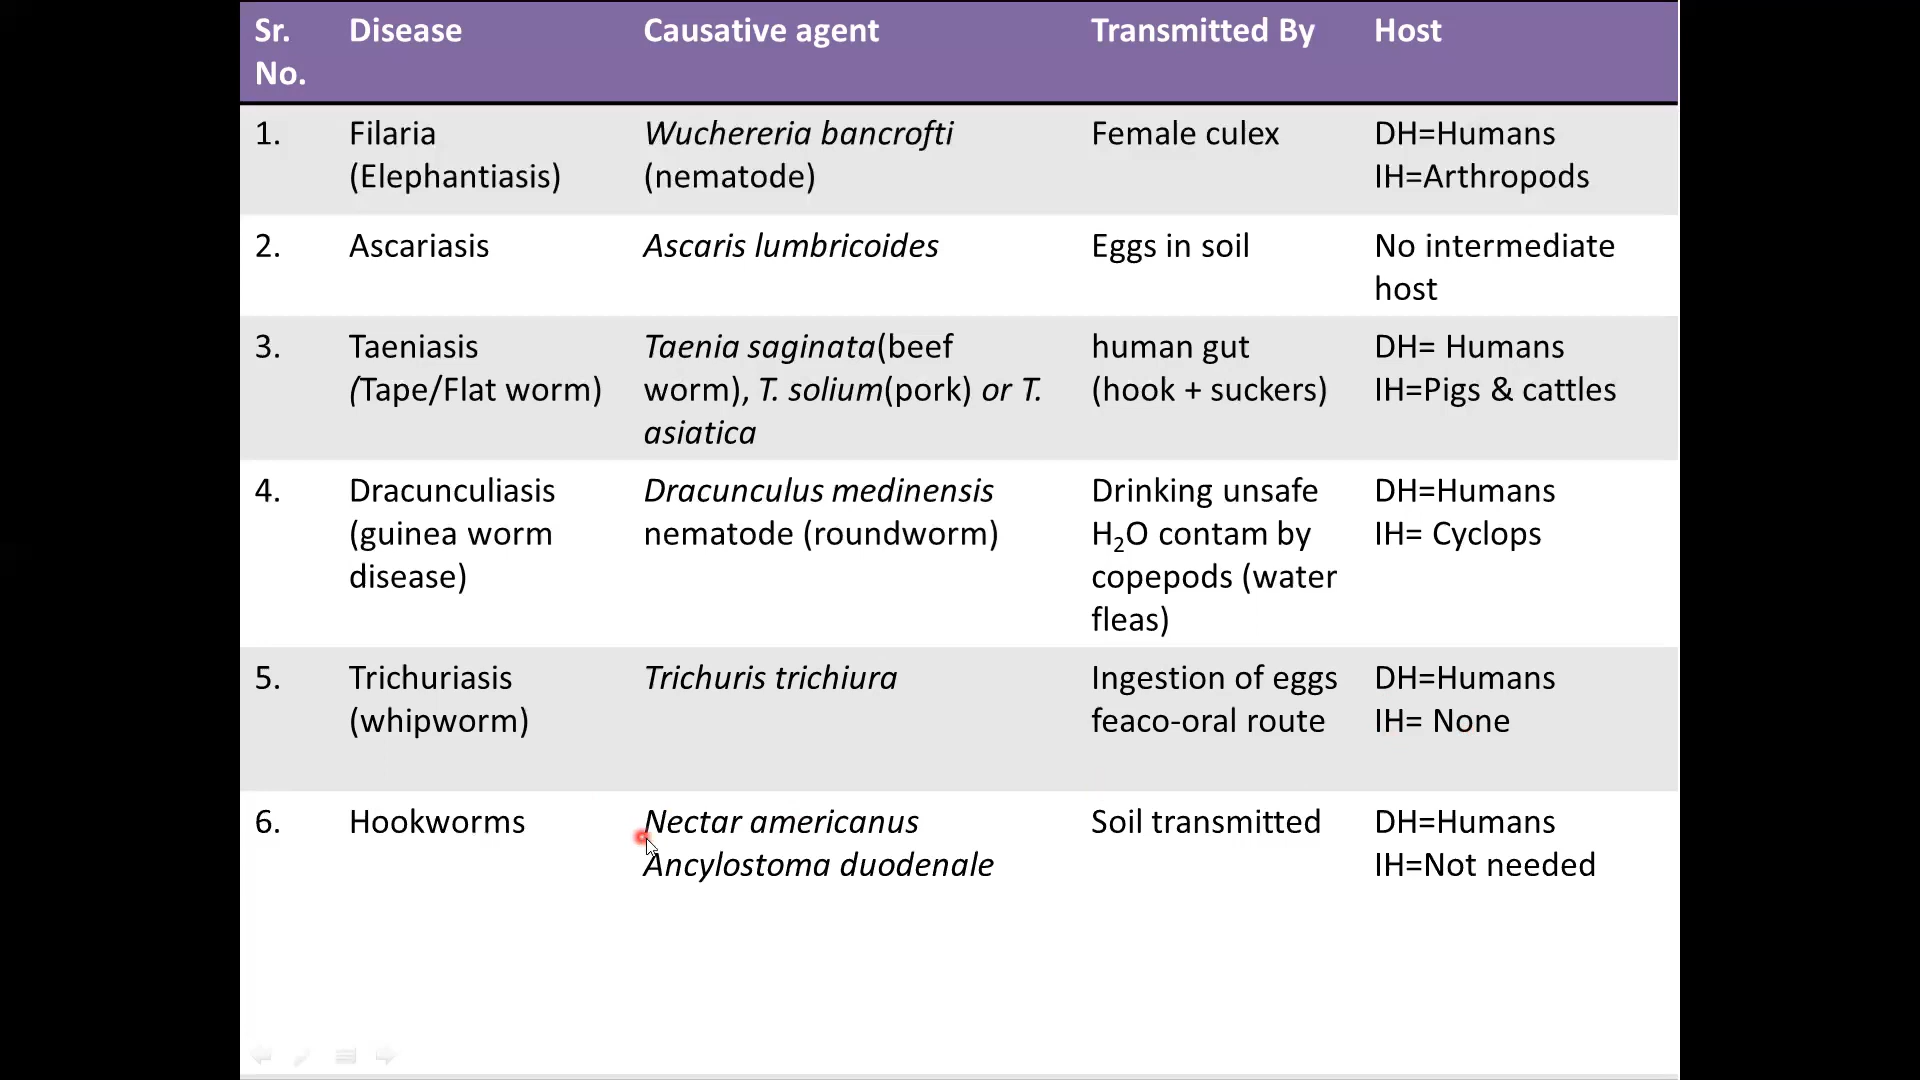 Sr. No. Disease Causative agent Transmitted By Host
1. Filaria (Elephantiasis) Wuchereria bancrofti (nematode) Female culex DH=Humans IH=Arthropods
2. Ascariasis Ascaris lumbricoides Eggs in soil No intermediate host
3. Taeniasis (Tape/Flat worm) Taenia saginata(beef worm), T. solium(pork) or T. asiatica human gut (hook + suckers) DH= Humans IH=Pigs & cattles
4. Dracunculiasis (guinea worm disease) Dracunculus medinensis nematode (roundworm) Drinking unsafe H₂O contam by copepods (water fleas) DH=Humans IH= Cyclops
5. Trichuriasis (whipworm) Trichuris trichiura Ingestion of eggs feaco-oral route DH=Humans IH= None
6. Hookworms Nectar americanus Ancylostoma duodenale Soil transmitted DH=Humans IH=Not needed